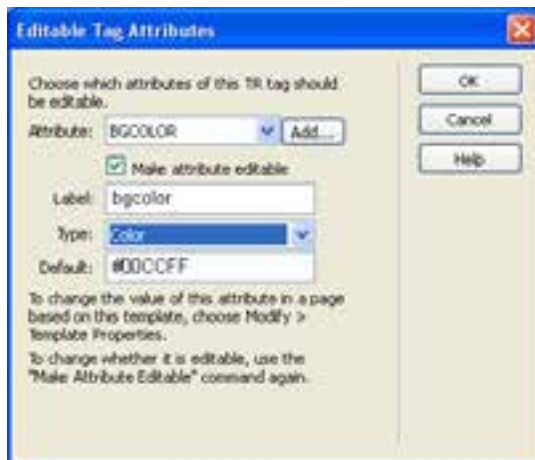 Editable Tag Attributes
Choose which attributes of this TR tag should
be editable.
Attribute: BGCOLOR Add...
Make attribute editable
Label: bgcolor
Type: Color
Default: #00CCFF
To change the value of this attribute in a page
based on this template, choose Modify >
Template Properties.
To change whether it is editable, use the
"Make Attribute Editable" command again.
OK
Cancel
Help